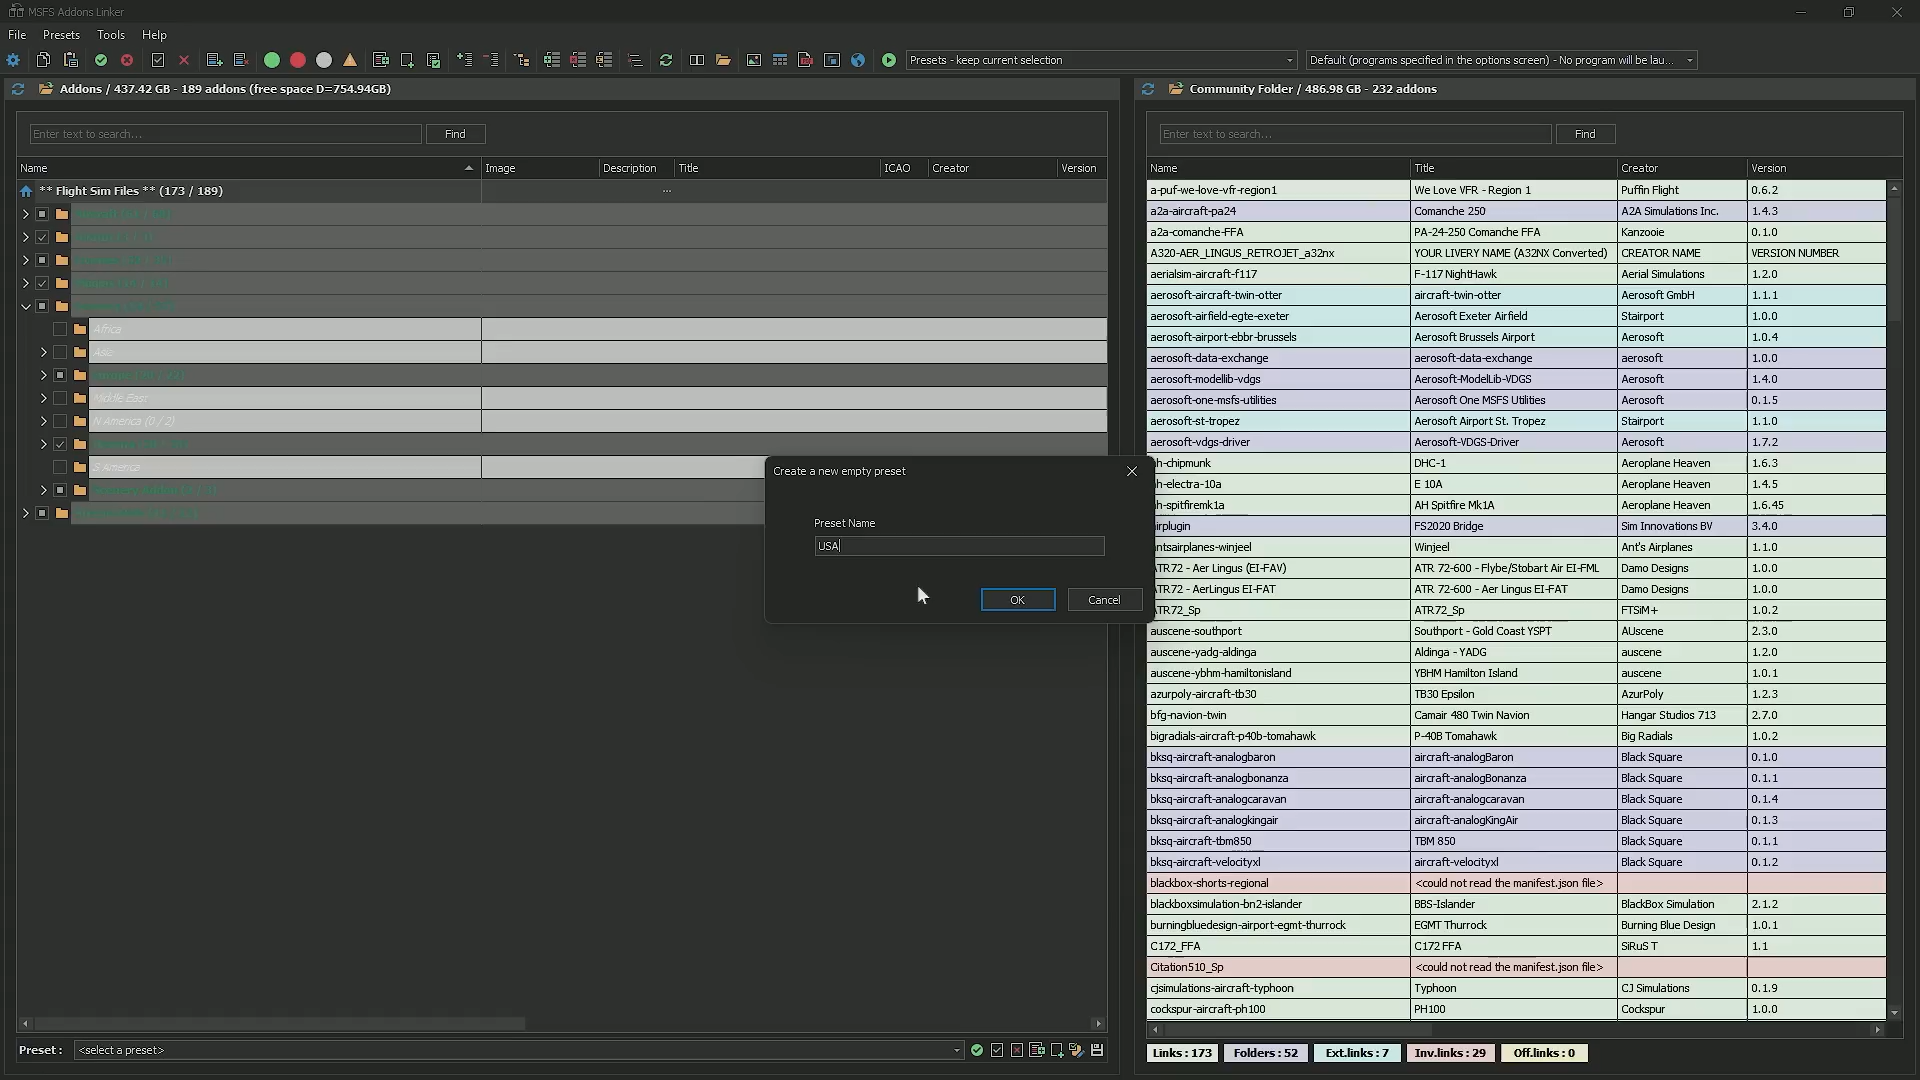 MSFS Addons Linker
File Presets Tools Help
Presets - keep current selection
Default (programs specified in the options screen) - No program will be lau...
Addons / 437.42 GB - 189 addons (free space D=754.94GB)
Enter text to search...
Find
Name Image Description Title ICAO Creator Version
** Flight Sim Files ** (173 / 189)
...
Africa
Asia
Middle East
N America (0 / 2)
S America
Preset :
<select a preset>
Create a new empty preset
Preset Name
USA
OK
Cancel
Community Folder / 486.98 GB - 232 addons
Enter text to search...
Find
Name Title Creator Version
a-puf-we-love-vfr-region1 We Love VFR - Region 1 Puffin Flight 0.6.2
a2a-aircraft-pa24 Comanche 250 A2A Simulations Inc. 1.4.3
a2a-comanche-FFA PA-24-250 Comanche FFA Kanzooie 0.1.0
A320-AER_LINGUS_RETROJET_a32nx YOUR LIVERY NAME (A32NX Converted) CREATOR NAME VERSION NUMBER
aerialsim-aircraft-f117 F-117 NightHawk Aerial Simulations 1.2.0
aerosoft-aircraft-twin-otter aircraft-twin-otter Aerosoft GmbH 1.1.1
aerosoft-airfield-egte-exeter Aerosoft Exeter Airfield Stairport 1.0.0
aerosoft-airport-ebbr-brussels Aerosoft Brussels Airport Aerosoft 1.0.4
aerosoft-data-exchange aerosoft-data-exchange aerosoft 1.0.0
aerosoft-modellib-vdgs Aerosoft-ModelLib-VDGS Aerosoft 1.4.0
aerosoft-one-msfs-utilities Aerosoft One MSFS Utilities Aerosoft 0.1.5
aerosoft-st-tropez Aerosoft Airport St. Tropez Stairport 1.1.0
aerosoft-vdgs-driver Aerosoft-VDGS-Driver Aerosoft 1.7.2
h-chipmunk DHC-1 Aeroplane Heaven 1.6.3
h-electra-10a E 10A Aeroplane Heaven 1.4.5
h-spitfiremk1a AH Spitfire Mk1A Aeroplane Heaven 1.6.45
irplugin FS2020 Bridge Sim Innovations BV 3.4.0
ntsairplanes-winjeel Winjeel Ant's Airplanes 1.1.0
ATR72 - Aer Lingus (EI-FAV) ATR 72-600 - Flybe/Stobart Air EI-FML Damo Designs 1.0.0
ATR72 - AerLingus EI-FAT ATR 72-600 - Aer Lingus EI-FAT Damo Designs 1.0.0
ATR72_Sp ATR72_Sp FTSiM+ 1.0.2
auscene-southport Southport - Gold Coast YSPT AUscene 2.3.0
auscene-yadg-aldinga Aldinga - YADG auscene 1.2.0
auscene-ybhm-hamiltonisland YBHM Hamilton Island auscene 1.0.1
azurpoly-aircraft-tb30 TB30 Epsilon AzurPoly 1.2.3
bfg-navion-twin Camair 480 Twin Navion Hangar Studios 713 2.7.0
bigradials-aircraft-p40b-tomahawk P-40B Tomahawk Big Radials 1.0.2
bksq-aircraft-analogbaron aircraft-analogBaron Black Square 0.1.0
bksq-aircraft-analogbonanza aircraft-analogBonanza Black Square 0.1.1
bksq-aircraft-analogcaravan aircraft-analogcaravan Black Square 0.1.4
bksq-aircraft-analogkingair aircraft-analogKingAir Black Square 0.1.3
bksq-aircraft-tbm850 TBM 850 Black Square 0.1.1
bksq-aircraft-velocityxl aircraft-velocityxl Black Square 0.1.2
blackbox-shorts-regional <could not read the manifest.json file>
blackboxsimulation-bn2-islander BBS-Islander BlackBox Simulation 2.1.2
burningbluedesign-airport-egmt-thurrock EGMT Thurrock Burning Blue Design 1.0.1
C172_FFA C172 FFA SiRuS T 1.1
Citation510_Sp <could not read the manifest.json file>
cjsimulations-aircraft-typhoon Typhoon CJ Simulations 0.1.9
cockspur-aircraft-ph100 PH100 Cockspur 1.0.0
Links : 173 Folders : 52 Ext.links : 7 Inv.links : 29 Off.links : 0